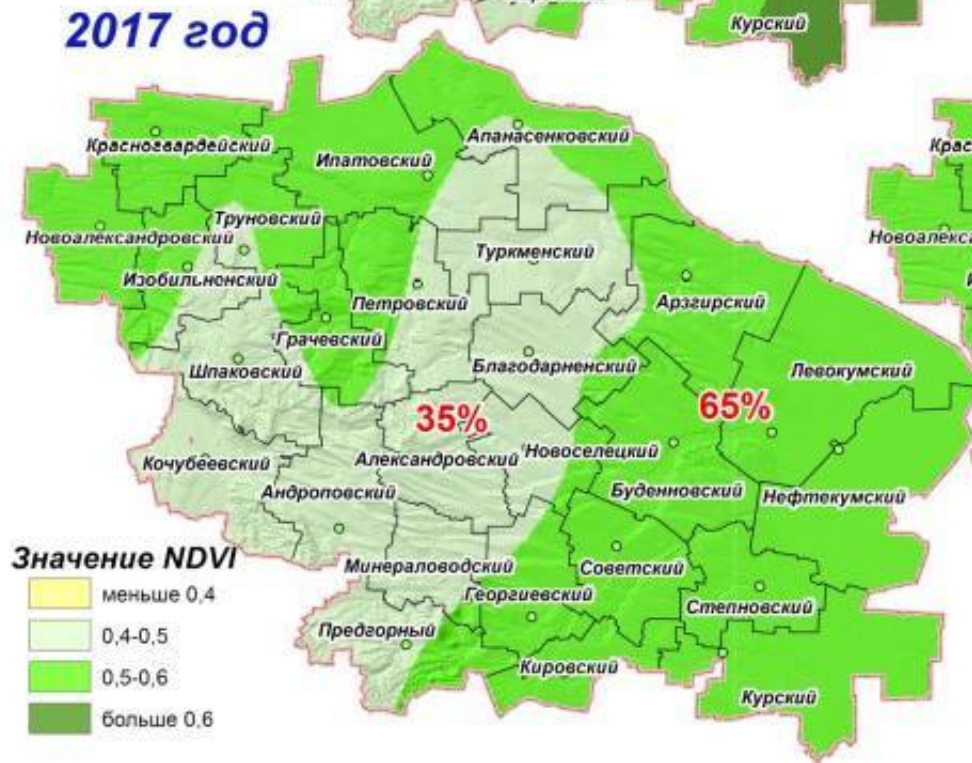 Курский
2017 год
Апанасенковский
Красногвардейский
Крас
Ипатовский
Труновский
Новоалександровский
Новоалекса
Туркменский
Изобильненский
Петровский
Арзгирский
Грачевский
Шпаковский
Благодарненский
Левокумский
35%
65%
Кочубеевский
Александровский
Новоселецкий
Андроповский
Буденновский
Нефтекумский
Значение NDVI
Минераловодский
Советский
меньше 0,4
Георгиевский
Степновский
0,4-0,5
Предгорный
0,5-0,6
Кировский
Курский
больше 0,6